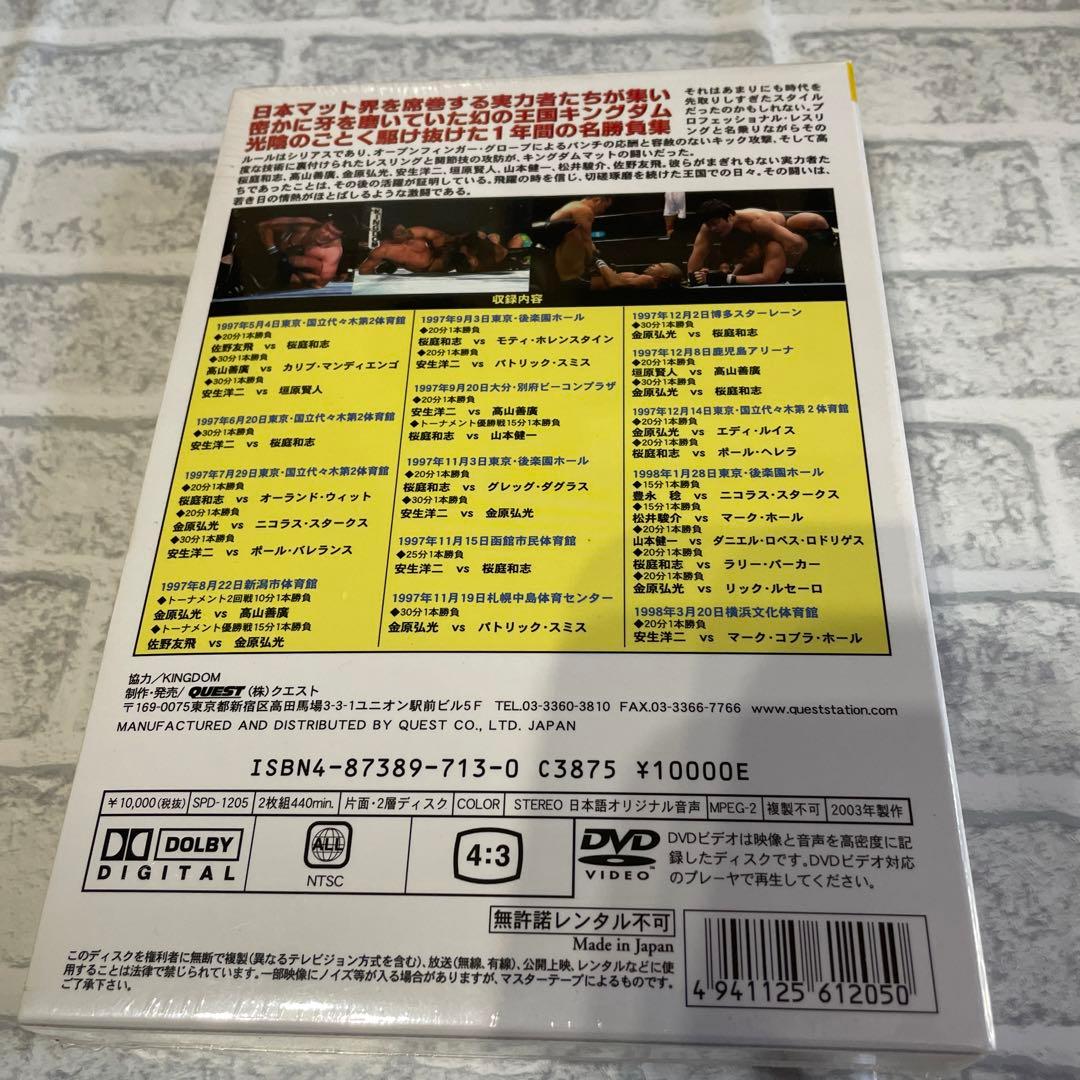 日本マット界を席巻する実力者たちが集い
密かに牙を磨いていた幻の王国キングダム
光陰のごとく駆け抜けた1年間の名勝負集
それはあまりにも時代を
先取りしすぎたスタイル
だったのかもしれない。プ
ロフェッショナル・レスリ
ングと名乗りながらその
ルールはシリアスであり、オープンフィンガー・グローブによるパンチの応酬と容赦のないキック攻撃、そして高
度な技術に裏付けられたレスリングと関節技の攻防が、キングダムマットの闘いだった。
桜庭和志、高山善廣、金原弘光、安生洋二、垣原賢人、山本健一、松井駿介、佐野友飛。彼らがまぎれもない実力者た
ちであったことは、その後の活躍が証明している。飛躍の時を信じ、切磋琢磨を続けた王国での日々。その闘いは、
若き日の情熱がほとばしるような激闘である。
収録内容
1997年5月4日東京・国立代々木第2体育館
◆20分1本勝負
佐野友飛 vs 桜庭和志
◆30分1本勝負
高山善廣 vs カリプ・マンディエンゴ
◆30分1本勝負
安生洋二 vs 垣原賢人
1997年6月20日東京・国立代々木第2体育館
◆30分1本勝負
安生洋二 vs 桜庭和志
1997年7月29日東京・国立代々木第2体育館
◆20分1本勝負
桜庭和志 vs オーランド・ウィット
◆20分1本勝負
金原弘光 vs ニコラス・スタークス
◆30分1本勝負
安生洋二 vs ポール・バレランス
1997年8月22日新潟市体育館
◆トーナメント2回戦10分1本勝負
金原弘光 vs 高山善廣
◆トーナメント優勝戦15分1本勝負
佐野友飛 vs 金原弘光
1997年9月3日東京・後楽園ホール
◆20分1本勝負
桜庭和志 vs モティ・ホレンスタイン
◆20分1本勝負
安生洋二 vs パトリック・スミス
1997年9月20日大分・別府ビーコンプラザ
◆20分1本勝負
安生洋二 vs 高山善廣
◆トーナメント優勝戦15分1本勝負
桜庭和志 vs 山本健一
1997年11月3日東京・後楽園ホール
◆20分1本勝負
桜庭和志 vs グレッグ・ダグラス
◆30分1本勝負
安生洋二 vs 金原弘光
1997年11月15日函館市民体育館
◆25分1本勝負
安生洋二 vs 桜庭和志
1997年11月19日札幌中島体育センター
◆30分1本勝負
金原弘光 vs パトリック・スミス
1997年12月2日博多スターレーン
◆30分1本勝負
金原弘光 vs 桜庭和志
1997年12月8日鹿児島アリーナ
◆20分1本勝負
垣原賢人 vs 高山善廣
◆30分1本勝負
金原弘光 vs 桜庭和志
1997年12月14日東京・国立代々木第2体育館
◆20分1本勝負
金原弘光 vs エディ・ルイス
◆20分1本勝負
桜庭和志 vs ポール・ヘレラ
1998年1月28日東京・後楽園ホール
◆15分1本勝負
豊永 稔 vs ニコラス・スタークス
◆15分1本勝負
松井駿介 vs マーク・ホール
◆20分1本勝負
山本健一 vs ダニエル・ロペス・ロドリゲス
◆20分1本勝負
桜庭和志 vs ラリー・パーカー
◆20分1本勝負
金原弘光 vs リック・ルセーロ
1998年3月20日横浜文化体育館
◆20分1本勝負
安生洋二 vs マーク・コブラ・ホール
協力/KINGDOM
制作・発売/QUEST(株)クエスト
〒169-0075東京都新宿区高田馬場3-3-1ユニオン駅前ビル5F TEL.03-3360-3810 FAX.03-3366-7766 www.queststation.com
MANUFACTURED AND DISTRIBUTED BY QUEST CO., LTD. JAPAN
ISBN4-87389-713-0 C3875 ¥10000E
¥10,000(税抜) SPD-1205 2枚組440min. 片面・2層ディスク COLOR STEREO 日本語オリジナル音声 MPEG-2 複製不可 2003年製作
DOLBY
DIGITAL
ALL
NTSC
4:3
DVD
VIDEO
DVDビデオは映像と音声を高密度に記
録したディスクです。DVDビデオ対応
のプレーヤで再生してください。
無許諾レンタル不可
Made in Japan
このディスクを権利者に無断で複製(異なるテレビジョン方式を含む)、放送(無線、有線)、公開上映、レンタルなどに使
用することは法律で禁じられています。一部映像にノイズ等が入る場合がありますが、マスターテープによるものです。
ご了承下さい。
4 941125 612050